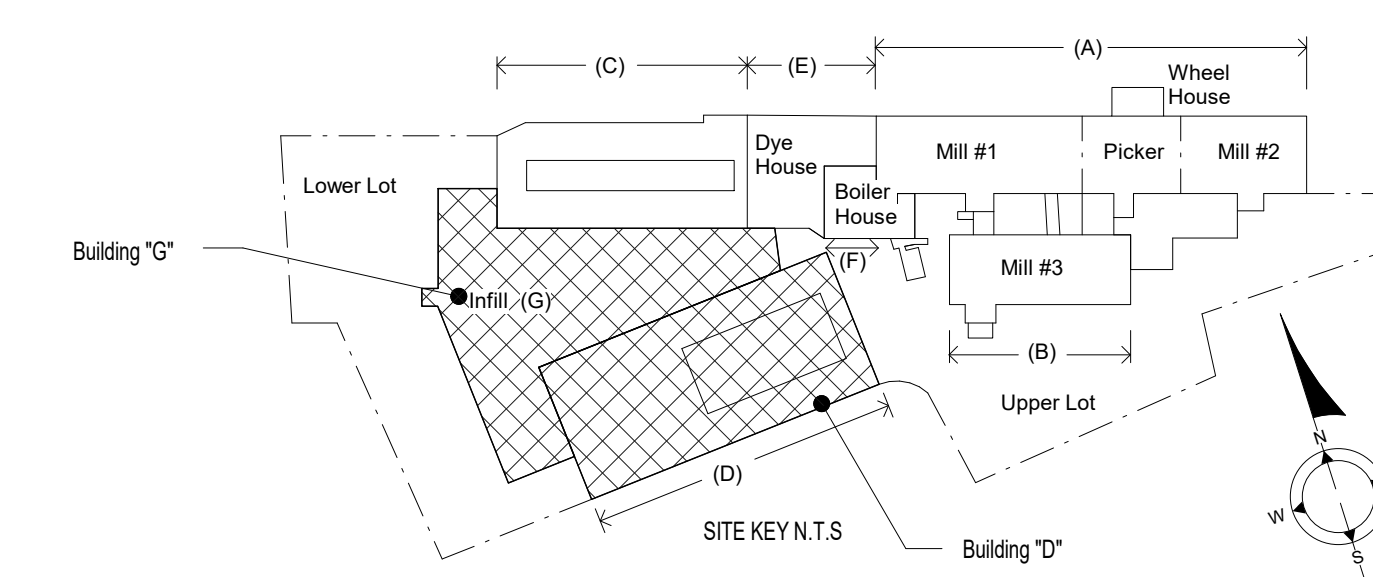 (A)
(C)
(E)
Wheel
House
Dye
House
Mill #1
Picker
Mill #2
Lower Lot
Boiler
House
Building "G"
(F)
Mill #3
Infill (G)
(B)
Upper Lot
(D)
SITE KEY N.T.S
Building "D"
N
W
S